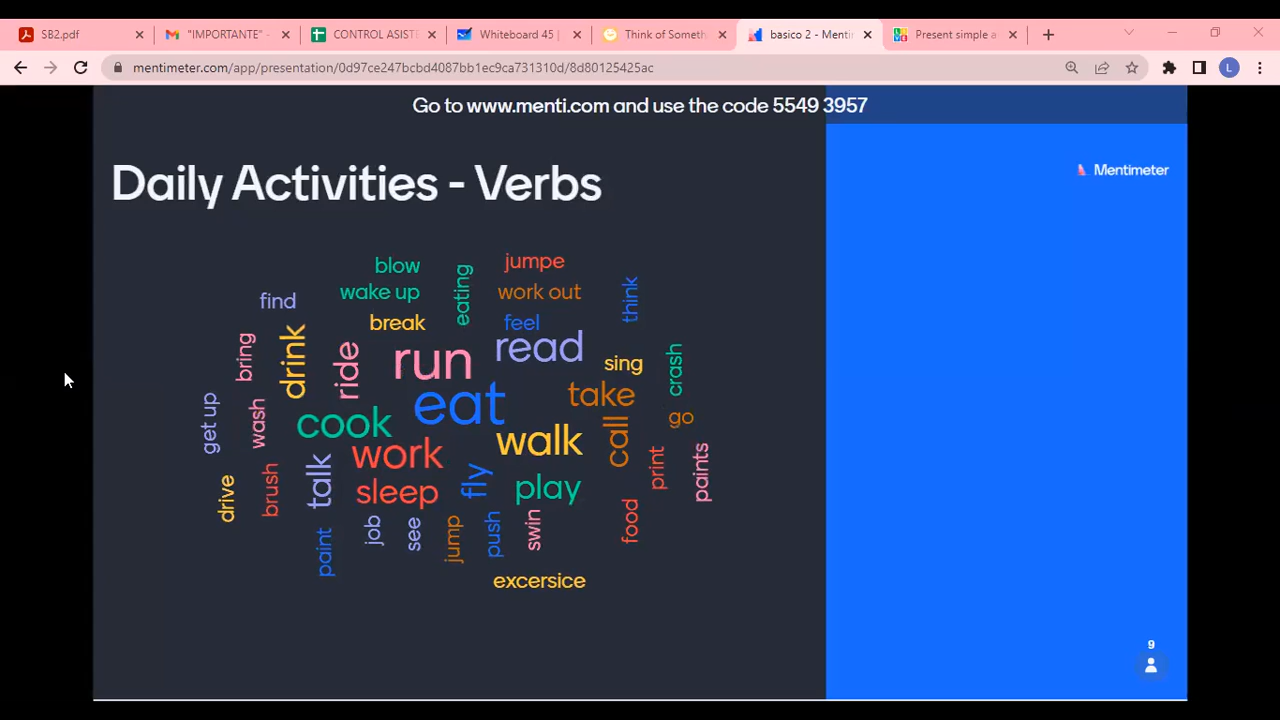 SB2.pdf
"IMPORTANTE" -
CONTROL ASIST
Whiteboard 45 |
Think of Someth
basico 2 - Menti
Present simple a
mentimeter.com/app/presentation/0d97ce247bcbd4087bb1ec9ca731310d/8d80125425ac
L
Go to www.menti.com and use the code 5549 3957
Mentimeter
Daily Activities - Verbs
blow
jumpe
wake up
eating
work out
think
find
break
feel
bring
drink
ride
run
read
sing
crash
get up
wash
cook
eat
take
call
go
work
walk
print
paints
drive
brush
talk
sleep
fly
play
food
paint
job
see
jump
push
swin
excersice
9